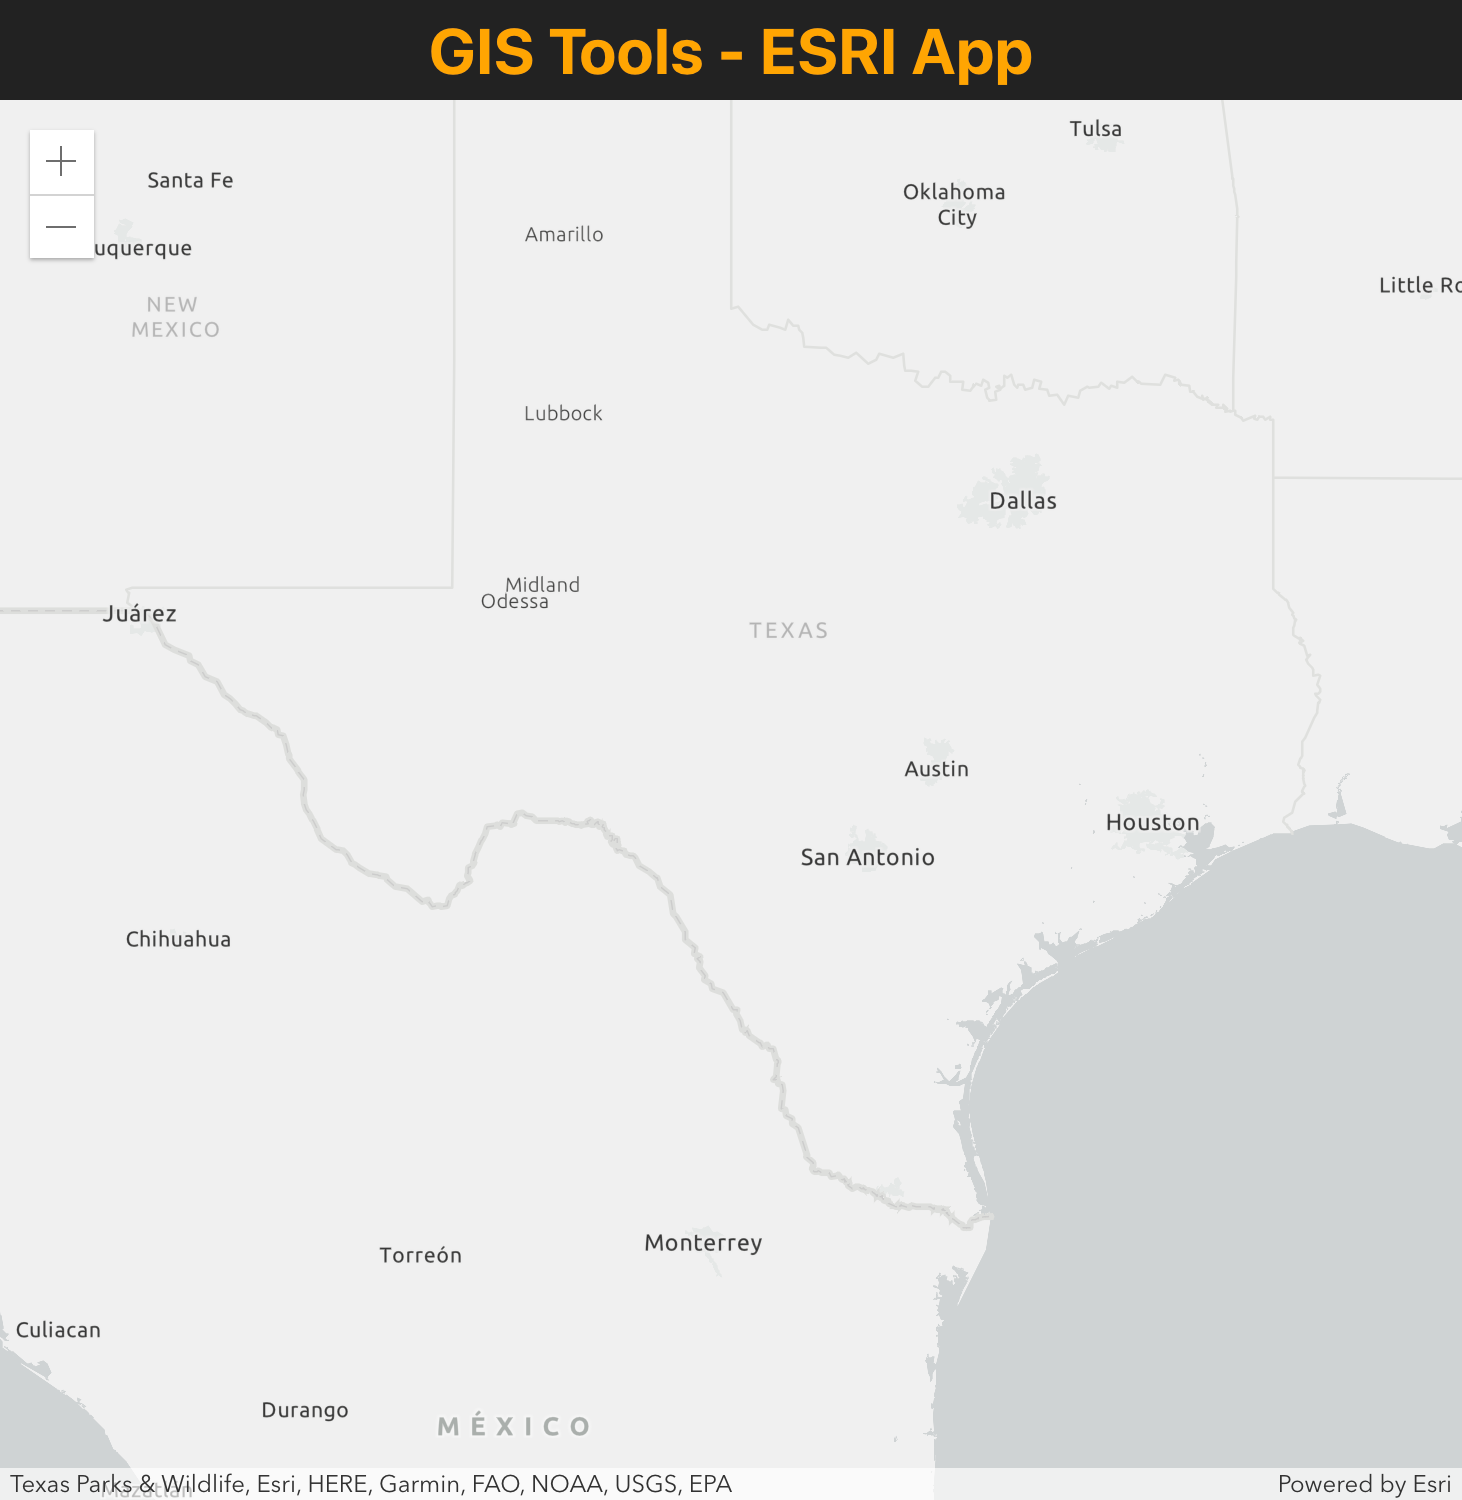 GIS Tools - ESRI App
Tulsa
Santa Fe
Oklahoma
City
Amarillo
uquerque
Little Ro
NEW
MEXICO
Lubbock
Dallas
Midland
Odessa
Juárez
TEXAS
Austin
Houston
San Antonio
Chihuahua
Monterrey
Torreón
Culiacan
Durango
MÉXICO
Texas Parks & Wildlife, Esri, HERE, Garmin, FAO, NOAA, USGS, EPA
Powered by Esri
Mazatlan